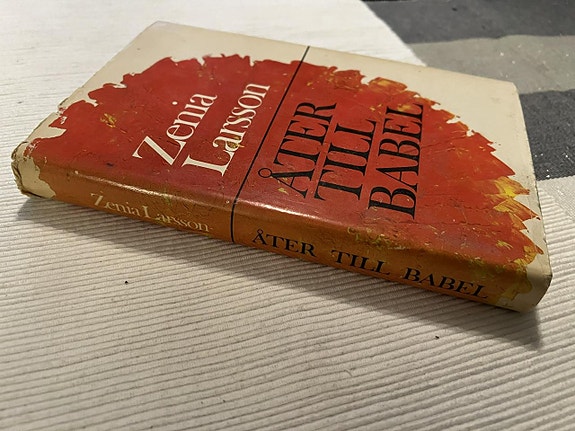 Zenia
Larsson
ÅTER
TILL
BABEL
Zenia Larsson
ÅTER TILL BABEL